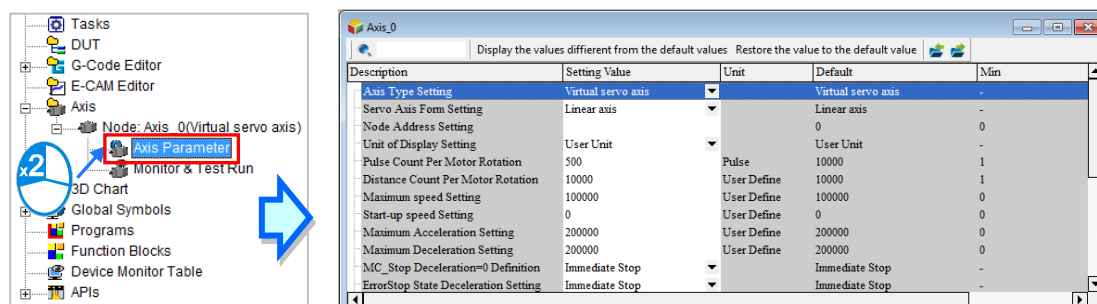 Tasks
DUT
G-Code Editor
E-CAM Editor
Axis
Node: Axis_0(Virtual servo axis)
Axis Parameter
Monitor & Test Run
x2
3D Chart
Global Symbols
Programs
Function Blocks
Device Monitor Table
APIs
Axis_0
Display the values diffierent from the default values Restore the value to the default value
Description Setting Value Unit Default Min
Axis Type Setting Virtual servo axis Virtual servo axis -
Servo Axis Form Setting Linear axis Linear axis -
Node Address Setting 0 0
Unit of Display Setting User Unit User Unit -
Pulse Count Per Motor Rotation 500 Pulse 10000 1
Distance Count Per Motor Rotation 10000 User Define 10000 1
Maximum speed Setting 100000 User Define 100000 0
Start-up speed Setting 0 User Define 0 0
Maximum Acceleration Setting 200000 User Define 200000 0
Maximum Deceleration Setting 200000 User Define 200000 0
MC_Stop Deceleration=0 Definition Immediate Stop Immediate Stop -
ErrorStop State Deceleration Setting Immediate Stop Immediate Stop -